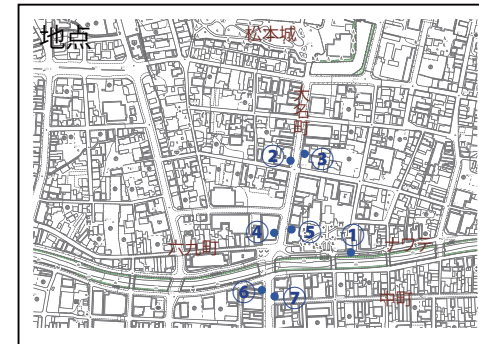 地点
松本城
大名町
② ③
④ ⑤ ①
六九町
ナワテ
⑥ ⑦
中町